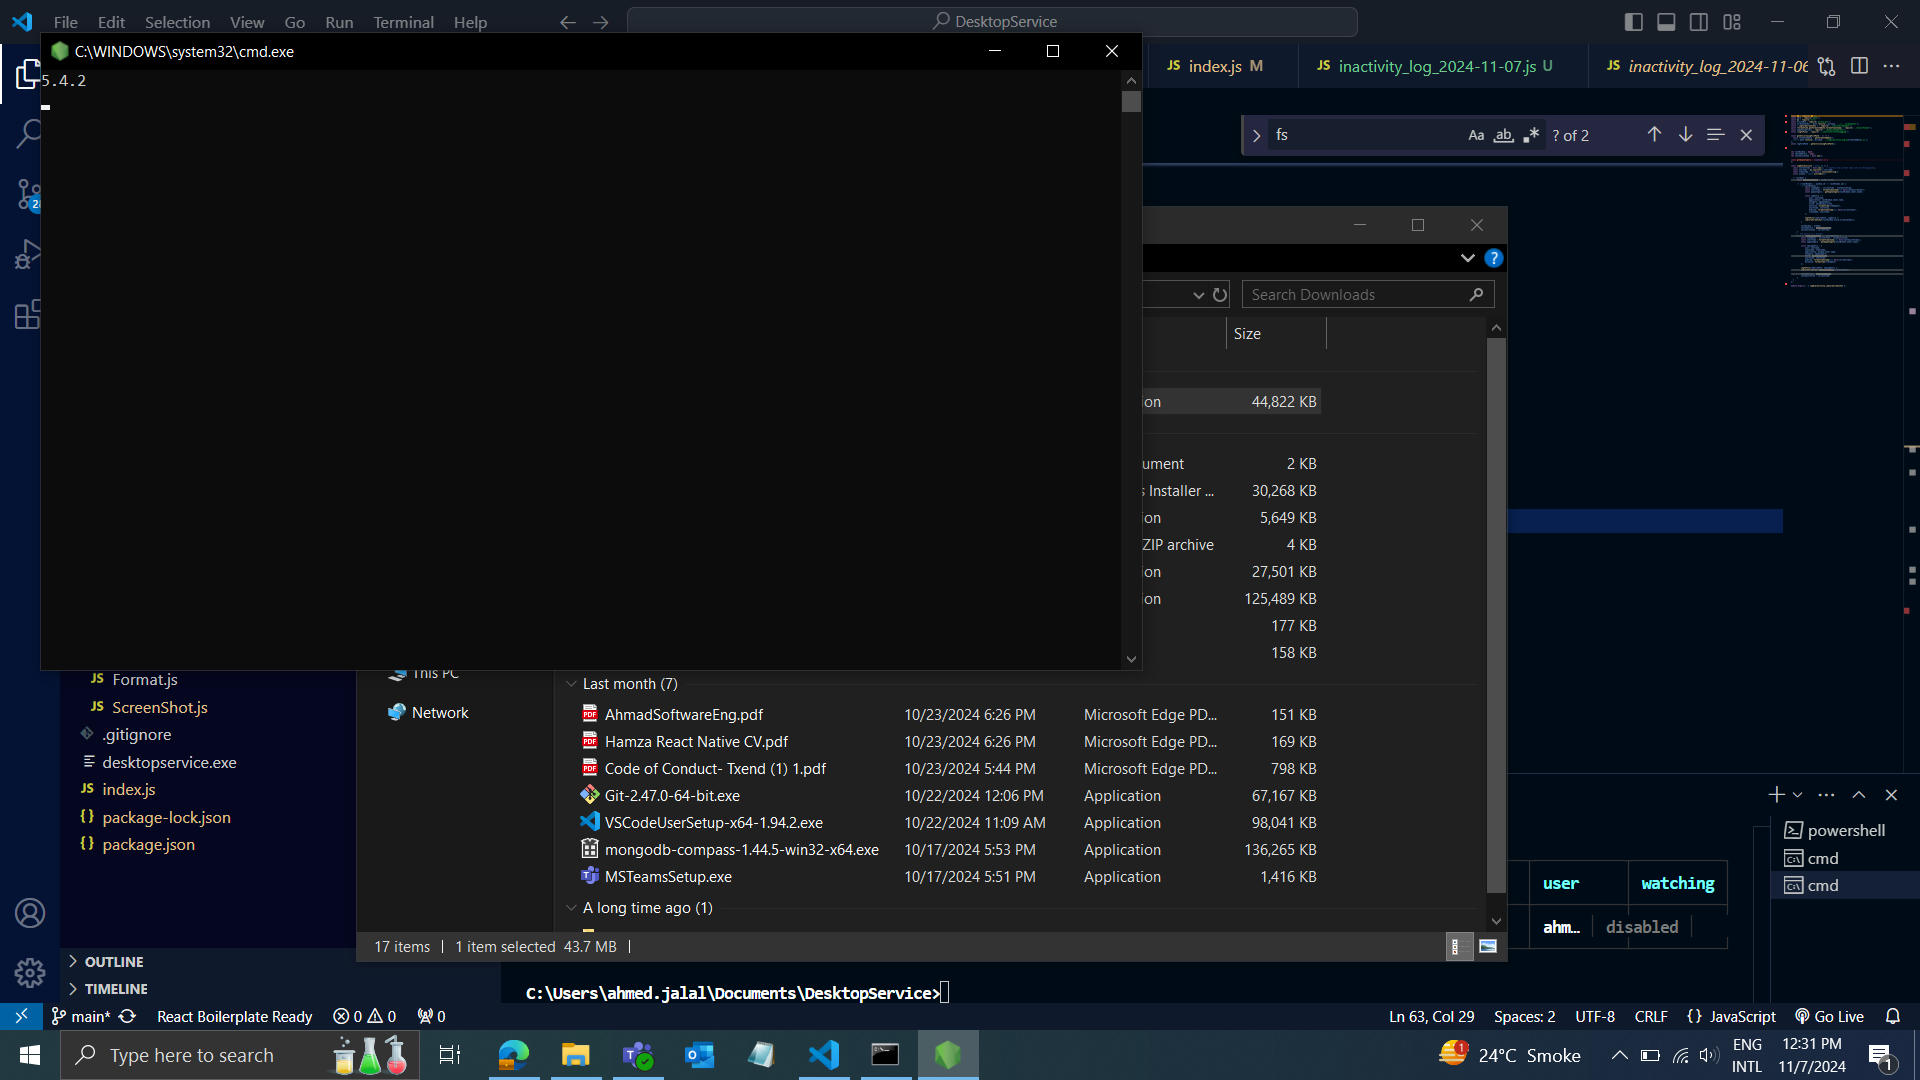 File Edit Selection View Go Run Terminal Help
DesktopService
C:\WINDOWS\system32\cmd.exe
5.4.2
JS index.js M
JS inactivity_log_2024-11-07.js U
JS inactivity_log_2024-11-06
fs
Aa ab ? of 2
Search Downloads
Size
ion 44,822 KB
ument 2 KB
s Installer ... 30,268 KB
ion 5,649 KB
ZIP archive 4 KB
ion 27,501 KB
ion 125,489 KB
177 KB
158 KB
This PC
Network
Last month (7)
AhmadSoftwareEng.pdf 10/23/2024 6:26 PM Microsoft Edge PD... 151 KB
Hamza React Native CV.pdf 10/23/2024 6:26 PM Microsoft Edge PD... 169 KB
Code of Conduct- Txend (1) 1.pdf 10/23/2024 5:44 PM Microsoft Edge PD... 798 KB
Git-2.47.0-64-bit.exe 10/22/2024 12:06 PM Application 67,167 KB
VSCodeUserSetup-x64-1.94.2.exe 10/22/2024 11:09 AM Application 98,041 KB
mongodb-compass-1.44.5-win32-x64.exe 10/17/2024 5:53 PM Application 136,265 KB
MSTeamsSetup.exe 10/17/2024 5:51 PM Application 1,416 KB
A long time ago (1)
17 items 1 item selected 43.7 MB
JS Format.js
JS ScreenShot.js
.gitignore
desktopservice.exe
JS index.js
{} package-lock.json
{} package.json
OUTLINE
TIMELINE
powershell
cmd
cmd
user watching
ahm… disabled
C:\Users\ahmed.jalal\Documents\DesktopService>
main* React Boilerplate Ready 0 0 0
Ln 63, Col 29 Spaces: 2 UTF-8 CRLF {} JavaScript Go Live
Type here to search
24°C Smoke
ENG
INTL
12:31 PM
11/7/2024
1